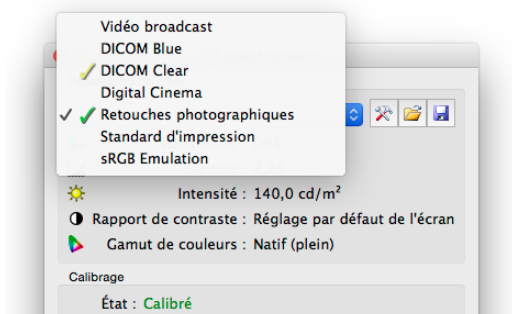 Vidéo broadcast
DICOM Blue
DICOM Clear
Digital Cinema
Retouches photographiques
Standard d'impression
sRGB Emulation
Intensité : 140,0 cd/m²
Rapport de contraste : Réglage par défaut de l'écran
Gamut de couleurs : Natif (plein)
Calibrage
État : Calibré